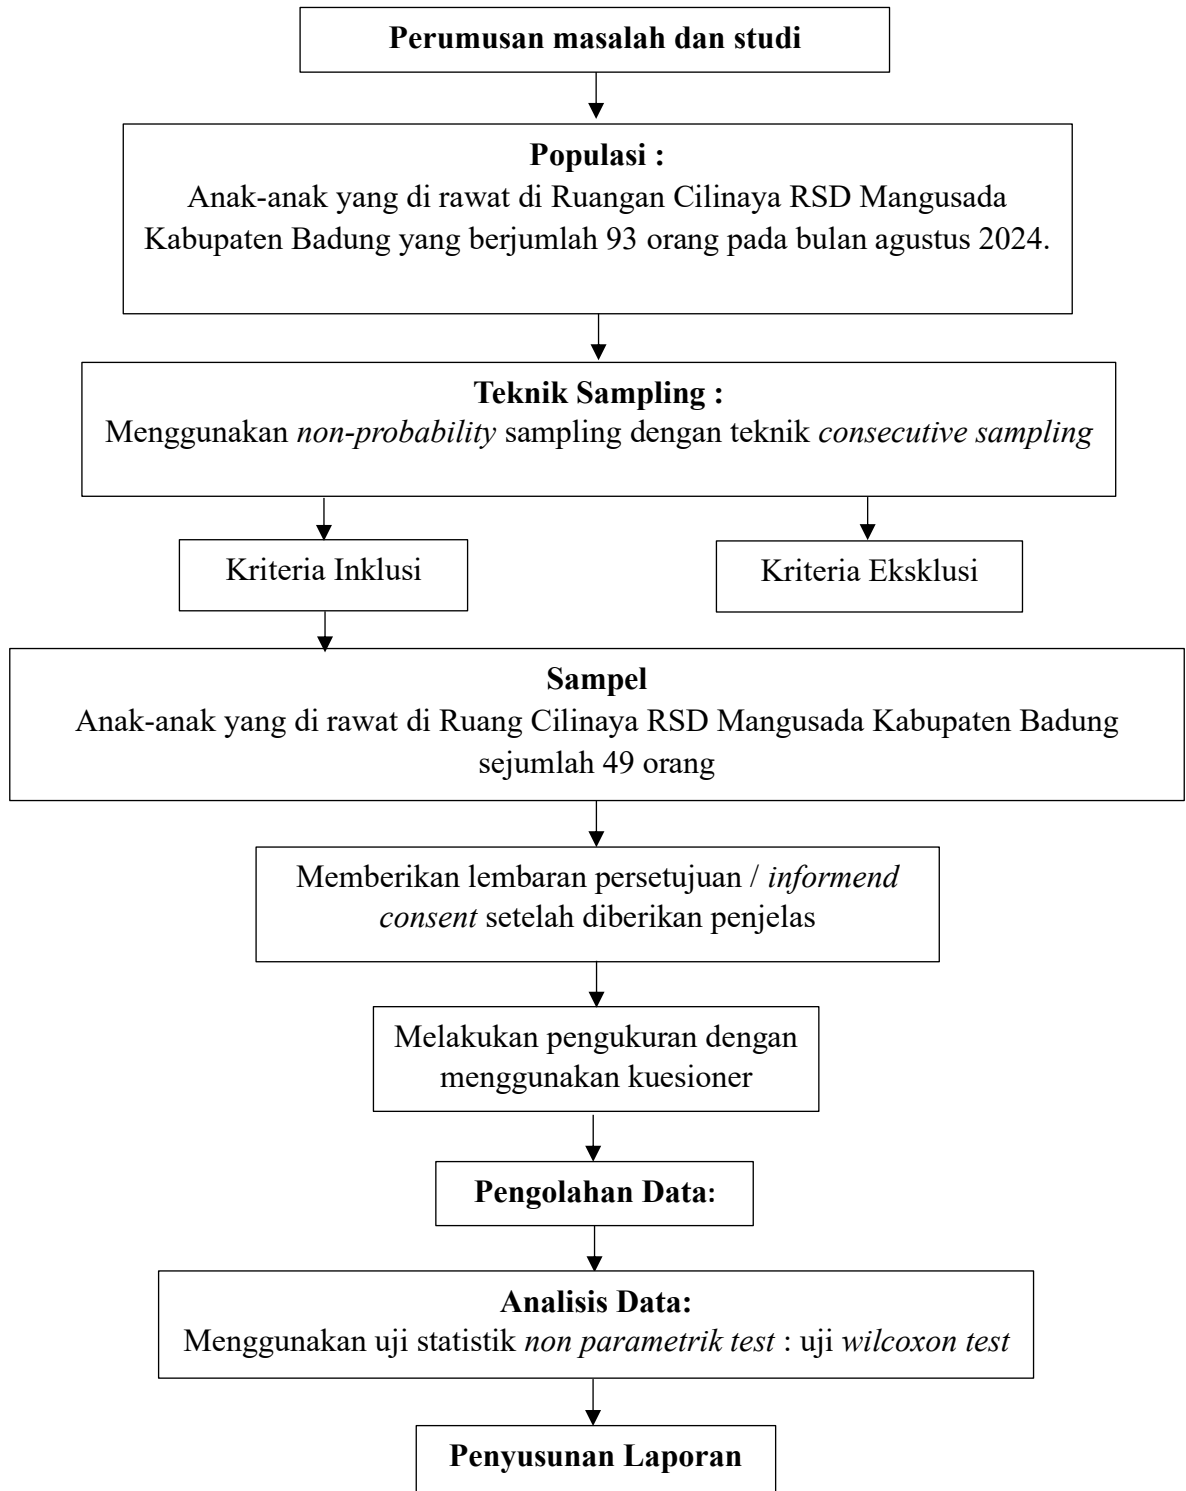 Perumusan masalah dan studi
Populasi :
Anak-anak yang di rawat di Ruangan Cilinaya RSD Mangusada
Kabupaten Badung yang berjumlah 93 orang pada bulan agustus 2024.
Teknik Sampling :
Menggunakan non-probability sampling dengan teknik consecutive sampling
Kriteria Inklusi
Kriteria Eksklusi
Sampel
Anak-anak yang di rawat di Ruang Cilinaya RSD Mangusada Kabupaten Badung
sejumlah 49 orang
Memberikan lembaran persetujuan / informend
consent setelah diberikan penjelas
Melakukan pengukuran dengan
menggunakan kuesioner
Pengolahan Data:
Analisis Data:
Menggunakan uji statistik non parametrik test : uji wilcoxon test
Penyusunan Laporan